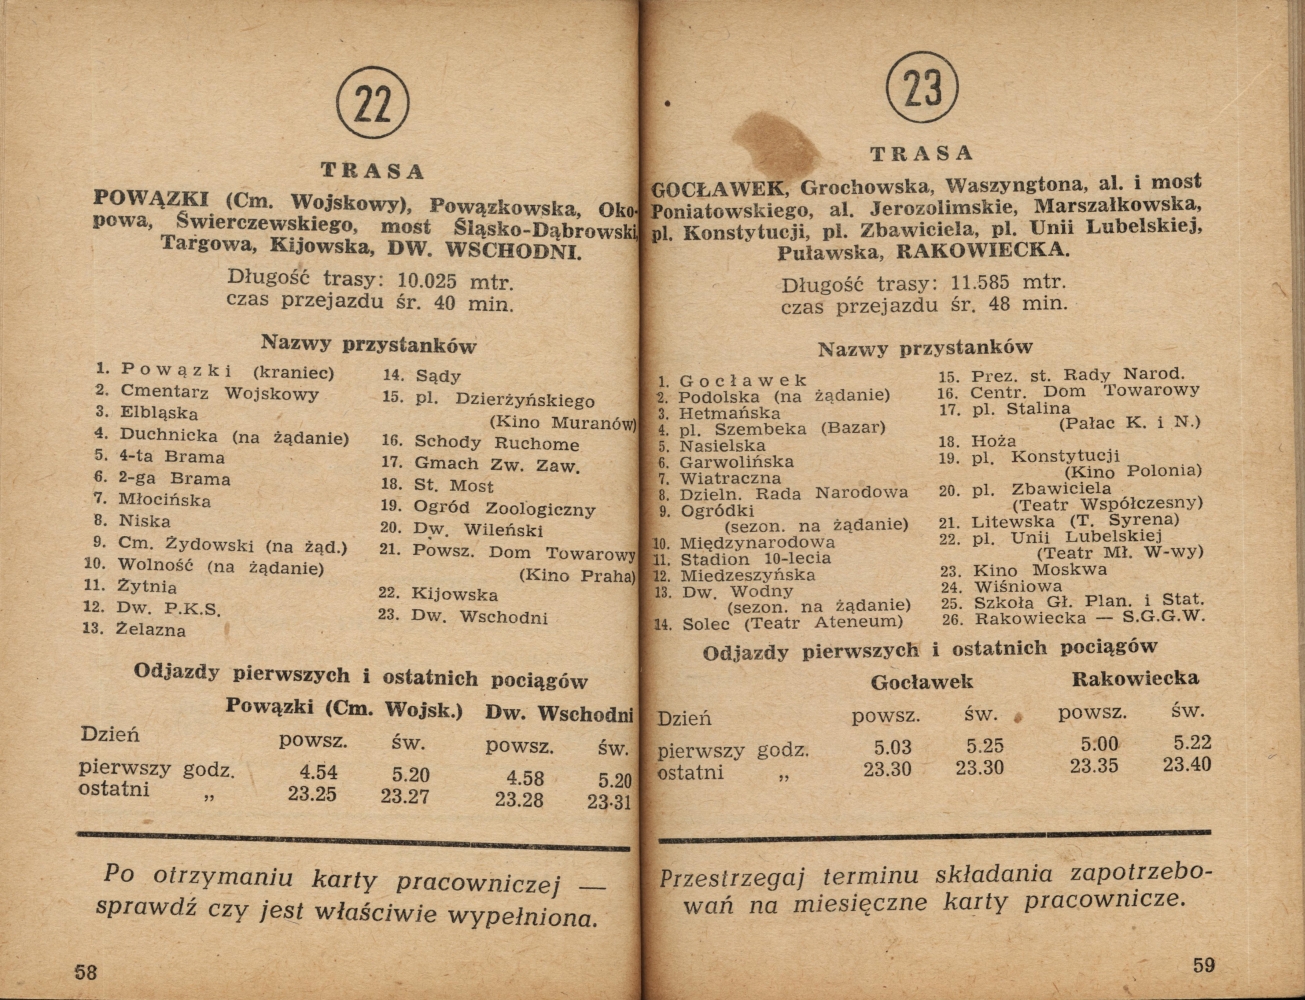 22
TRASA
POWĄZKI (Cm. Wojskowy), Powązkowska, Oko-
powa, Świerczewskiego, most Śląsko-Dąbrowski,
Targowa, Kijowska, DW. WSCHODNI.
Długość trasy: 10.025 mtr.
czas przejazdu śr. 40 min.
Nazwy przystanków
1. Powązki (kraniec)
2. Cmentarz Wojskowy
3. Elbląska
4. Duchnicka (na żądanie)
5. 4-ta Brama
6. 2-ga Brama
7. Młocińska
8. Niska
9. Cm. Żydowski (na żąd.)
10. Wolność (na żądanie)
11. Żytnia
12. Dw. P.K.S.
13. Żelazna
14. Sądy
15. pl. Dzierżyńskiego
(Kino Muranów)
16. Schody Ruchome
17. Gmach Zw. Zaw.
18. St. Most
19. Ogród Zoologiczny
20. Dw. Wileński
21. Powsz. Dom Towarowy
(Kino Praha)
22. Kijowska
23. Dw. Wschodni
Odjazdy pierwszych i ostatnich pociągów
Powązki (Cm. Wojsk.) Dw. Wschodni
Dzień powsz. św. powsz. św.
pierwszy godz. 4.54 5.20 4.58 5.20
ostatni „ 23.25 23.27 23.28 23.31
Po otrzymaniu karty pracowniczej —
sprawdź czy jest właściwie wypełniona.
58
23
TRASA
GOCŁAWEK, Grochowska, Waszyngtona, al. i most
Poniatowskiego, al. Jerozolimskie, Marszałkowska,
pl. Konstytucji, pl. Zbawiciela, pl. Unii Lubelskiej,
Puławska, RAKOWIECKA.
Długość trasy: 11.585 mtr.
czas przejazdu śr. 48 min.
Nazwy przystanków
1. Gocławek
2. Podolska (na żądanie)
3. Hetmańska
4. pl. Szembeka (Bazar)
5. Nasielska
6. Garwolińska
7. Wiatraczna
8. Dzieln. Rada Narodowa
9. Ogródki
(sezon. na żądanie)
10. Międzynarodowa
11. Stadion 10-lecia
12. Miedzeszyńska
13. Dw. Wodny
(sezon. na żądanie)
14. Solec (Teatr Ateneum)
15. Prez. st. Rady Narod.
16. Centr. Dom Towarowy
17. pl. Stalina
(Pałac K. i N.)
18. Hoża
19. pl. Konstytucji
(Kino Polonia)
20. pl. Zbawiciela
(Teatr Współczesny)
21. Litewska (T. Syrena)
22. pl. Unii Lubelskiej
(Teatr Mł. W-wy)
23. Kino Moskwa
24. Wiśniowa
25. Szkoła Gł. Plan. i Stat.
26. Rakowiecka — S.G.G.W.
Odjazdy pierwszych i ostatnich pociągów
Gocławek Rakowiecka
Dzień powsz. św. powsz. św.
pierwszy godz. 5.03 5.25 5.00 5.22
ostatni „ 23.30 23.30 23.35 23.40
Przestrzegaj terminu składania zapotrzebo-
wań na miesięczne karty pracownicze.
59